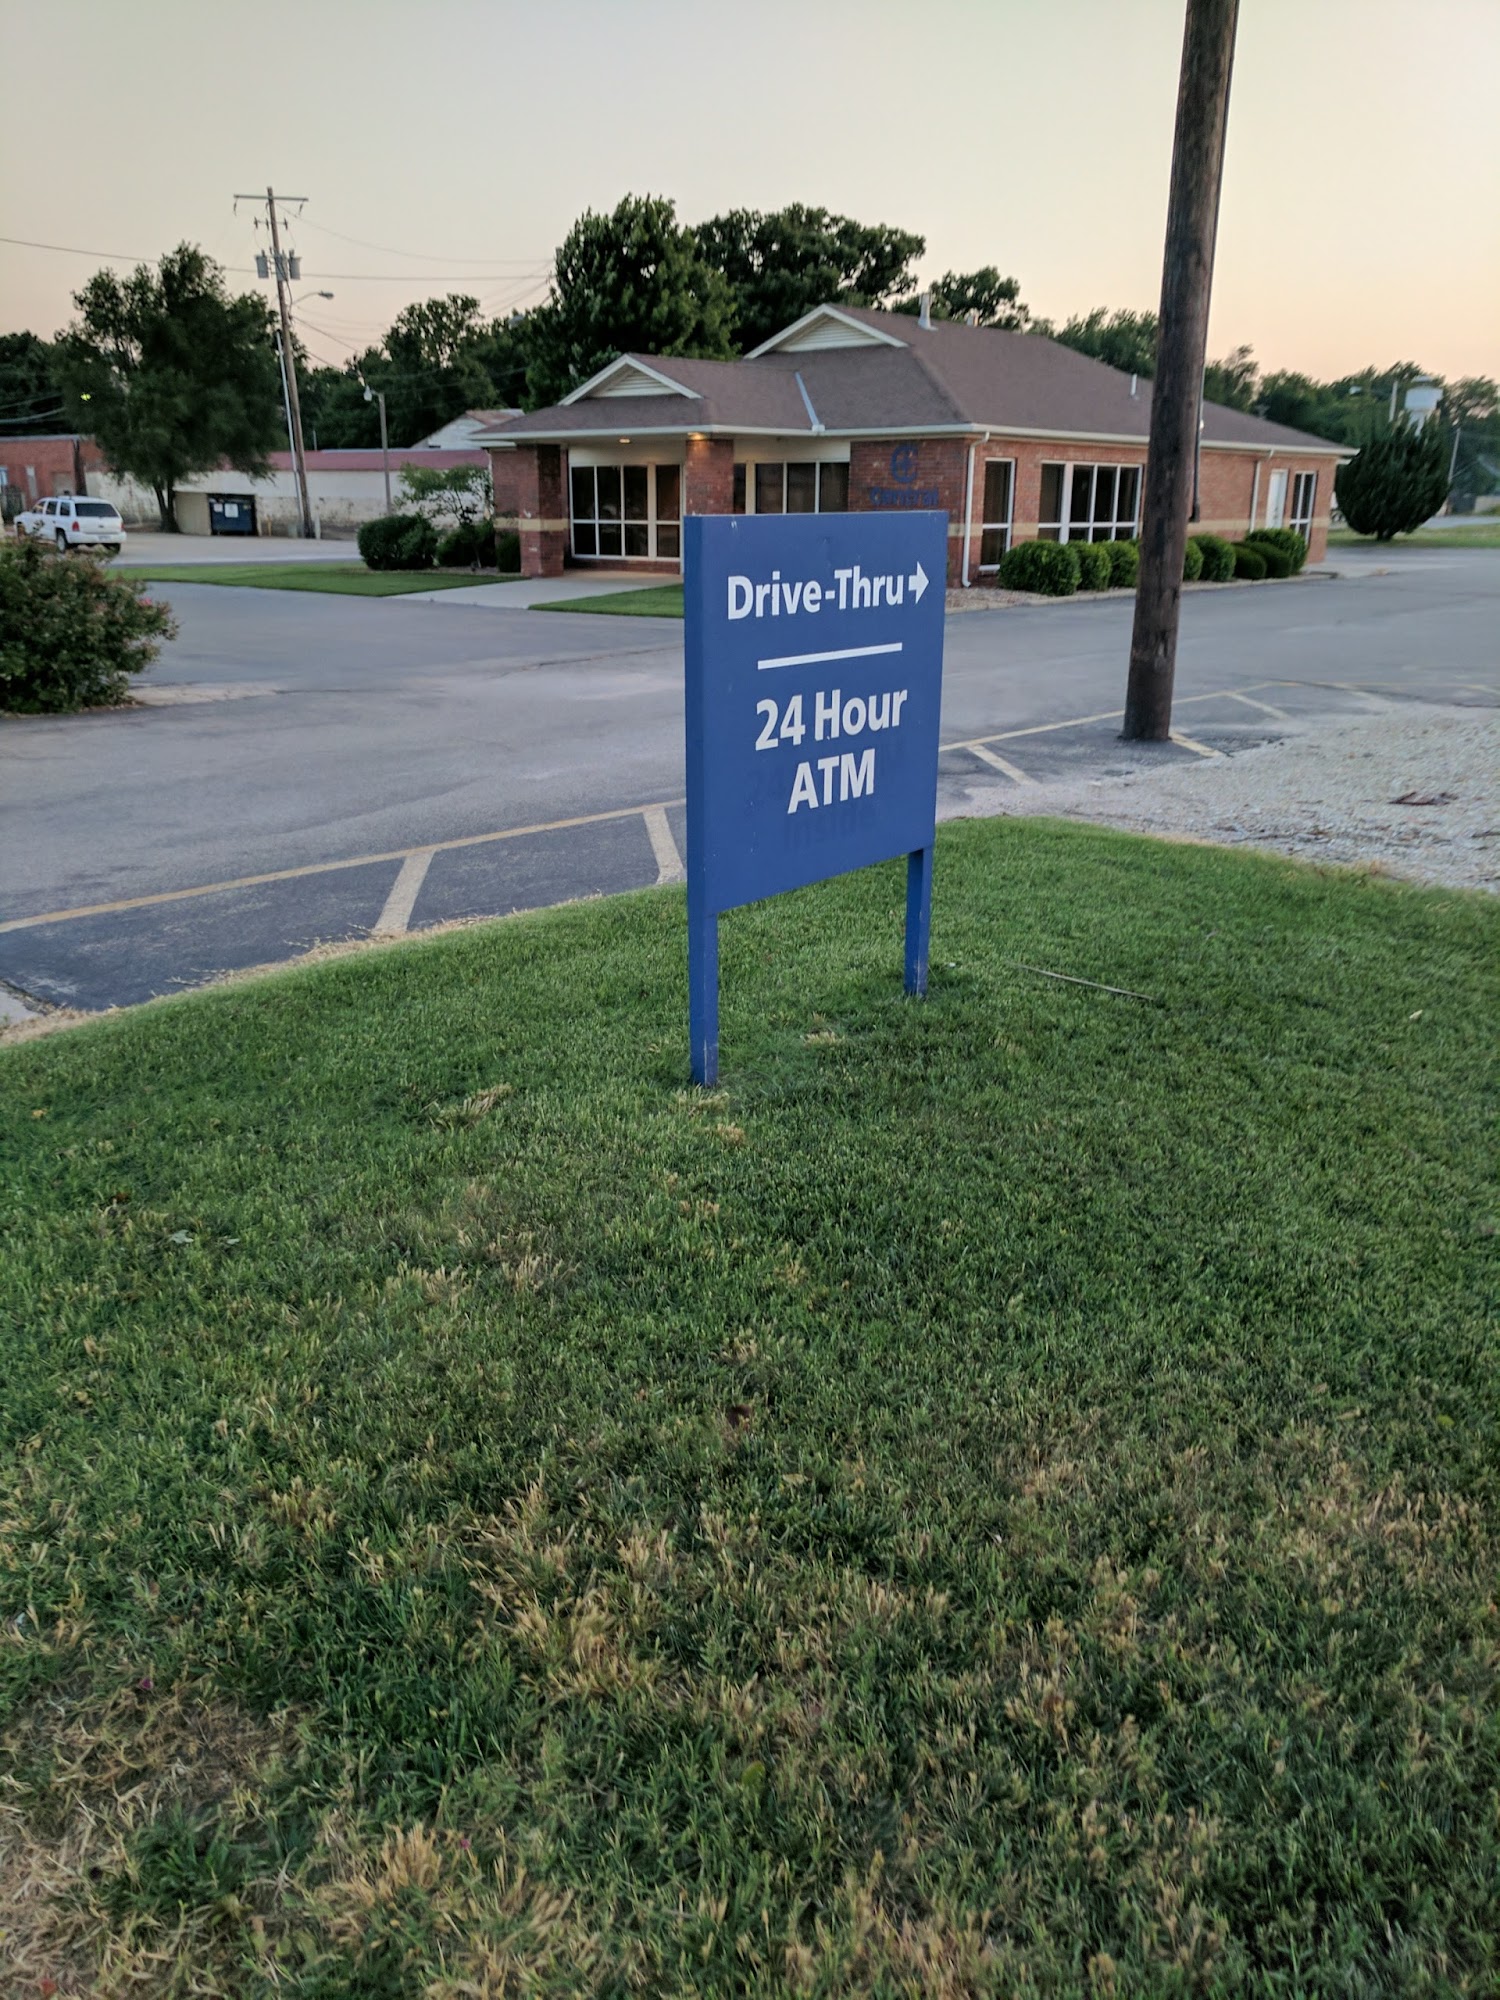 Drive-Thru→
24 Hour
ATM